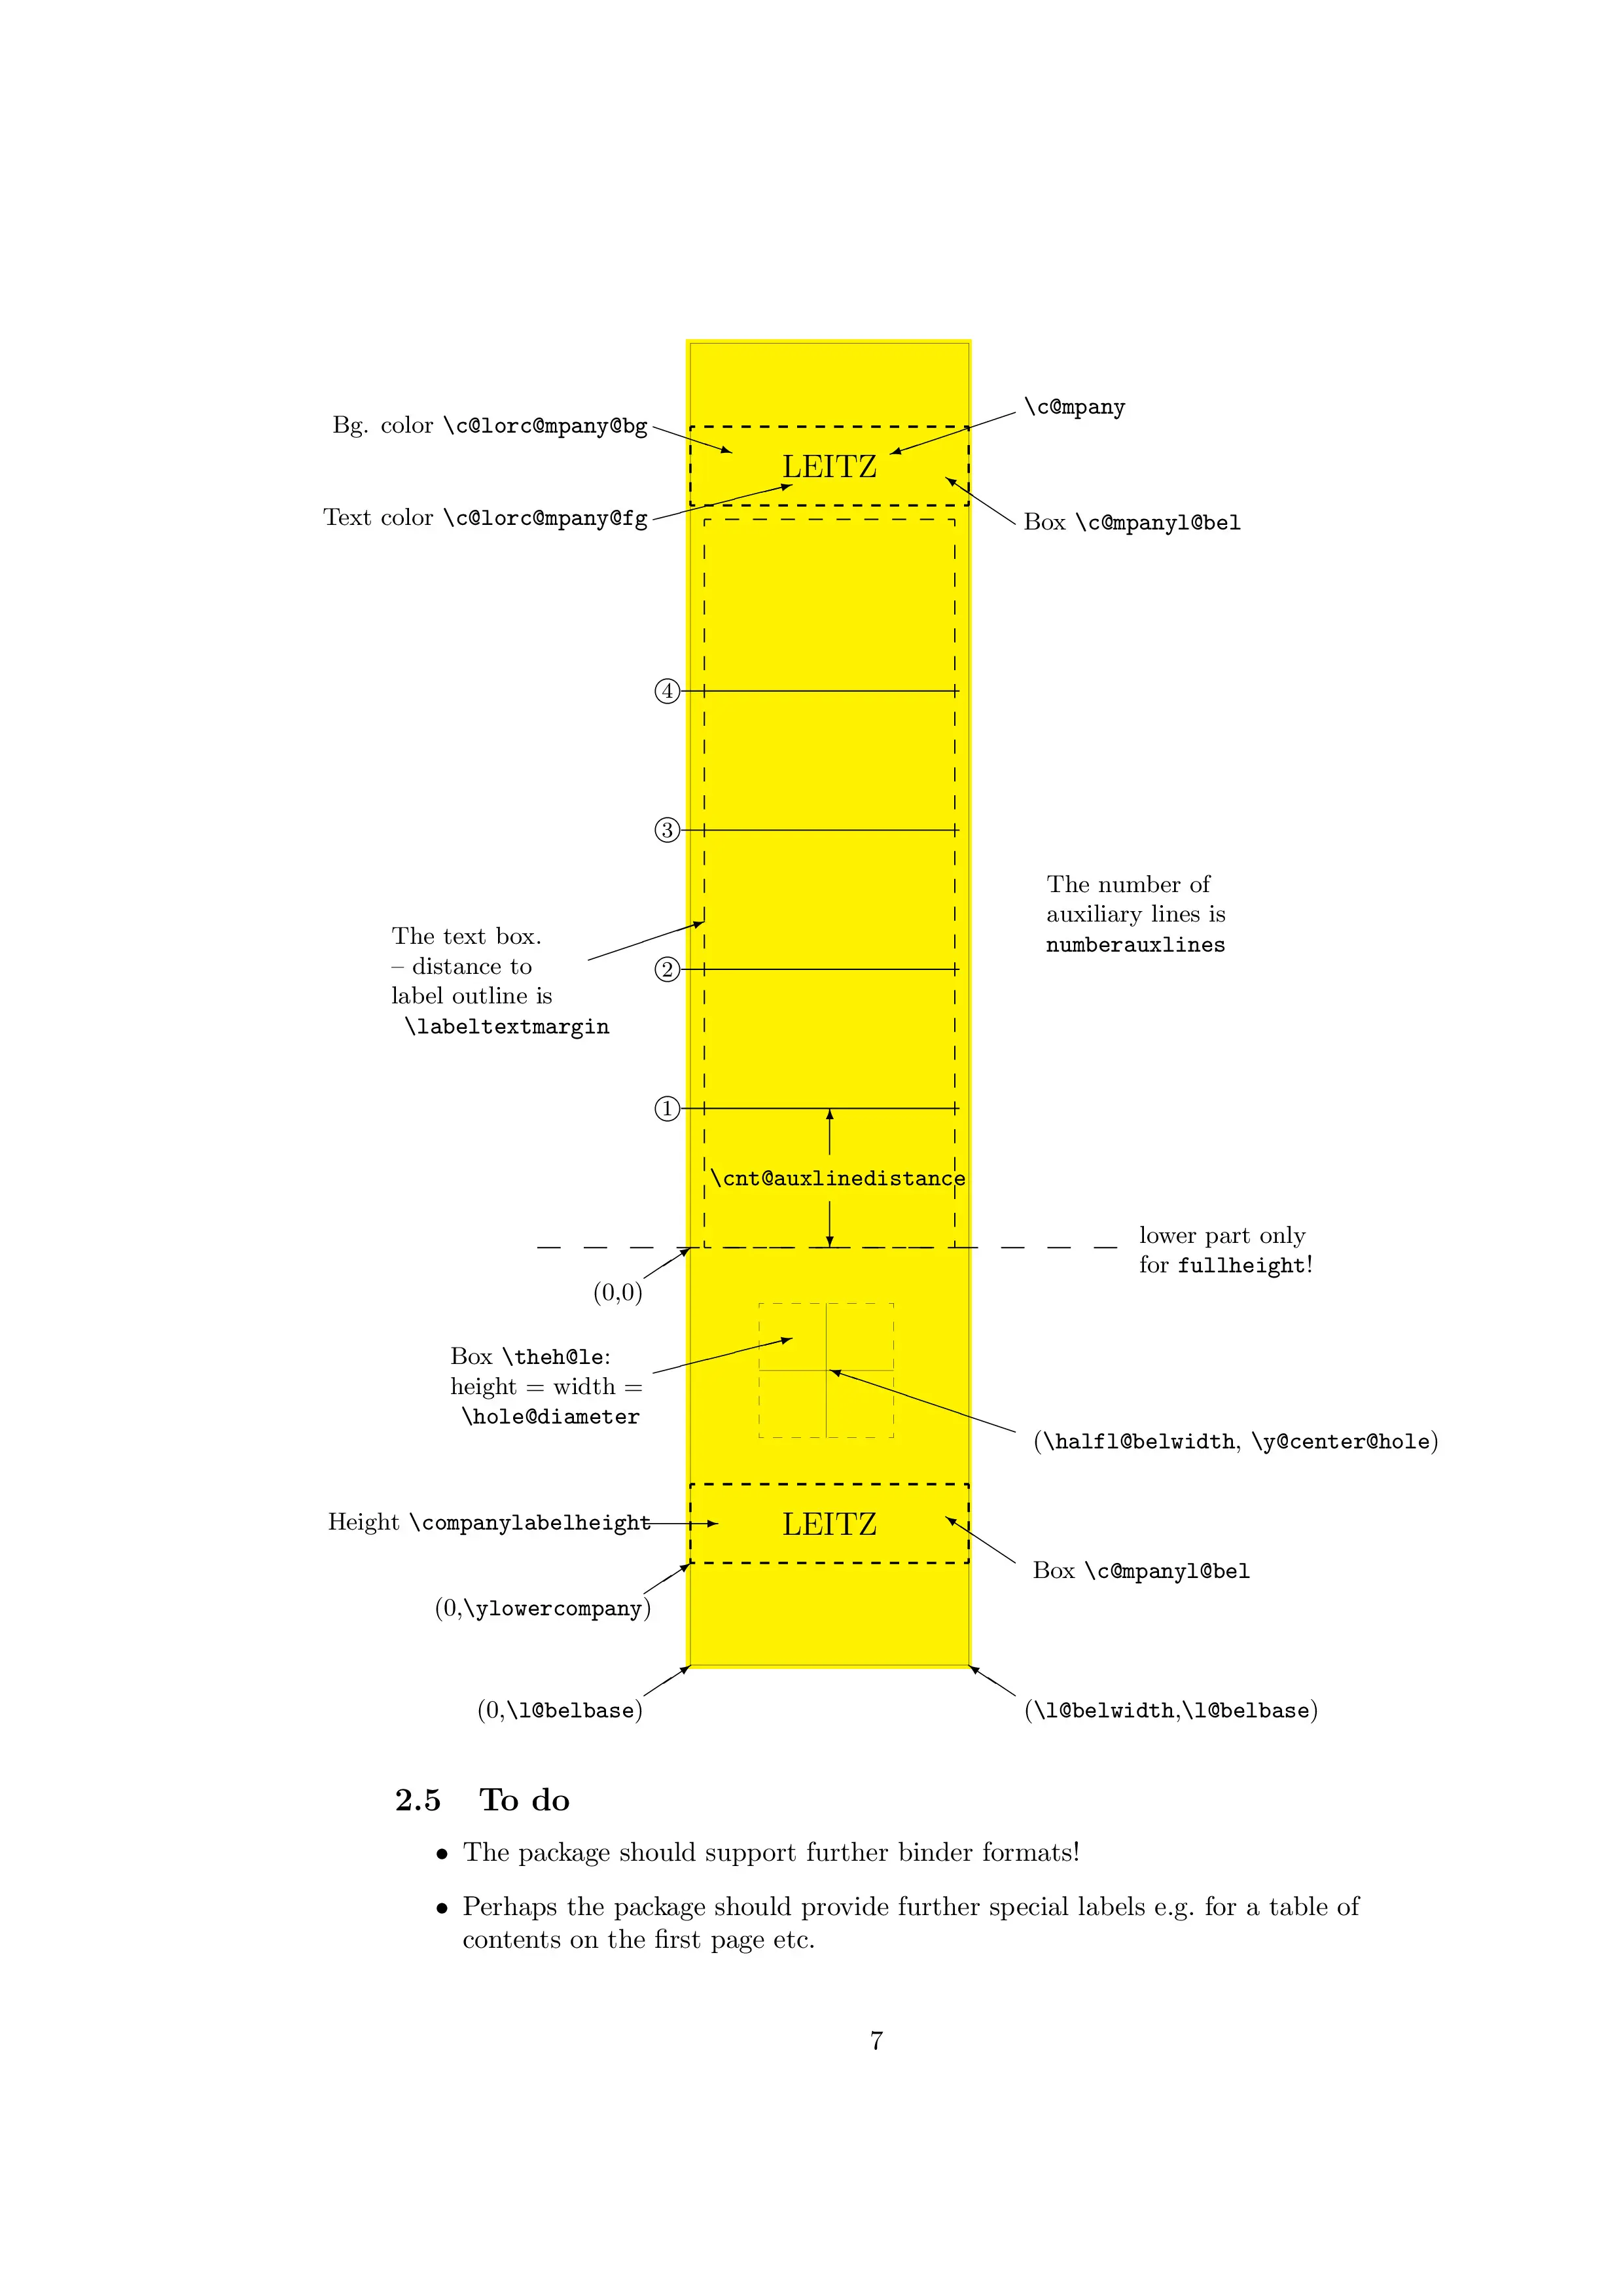 \c@mpany
Bg. color \c@lorc@mpany@bg
LEITZ
Text color \c@lorc@mpany@fg
Box \c@mpanyl@bel
4
3
The number of
auxiliary lines is
numberauxlines
The text box.
– distance to
label outline is
\labeltextmargin
2
1
\cnt@auxlinedistance
lower part only
for fullheight!
(0,0)
Box \theh@le:
height = width =
\hole@diameter
(\halfl@belwidth, \y@center@hole)
Height \companylabelheight
LEITZ
Box \c@mpanyl@bel
(0,\ylowercompany)
(0,\l@belbase)
(\l@belwidth,\l@belbase)
2.5 To do
• The package should support further binder formats!
• Perhaps the package should provide further special labels e.g. for a table of
contents on the first page etc.
7